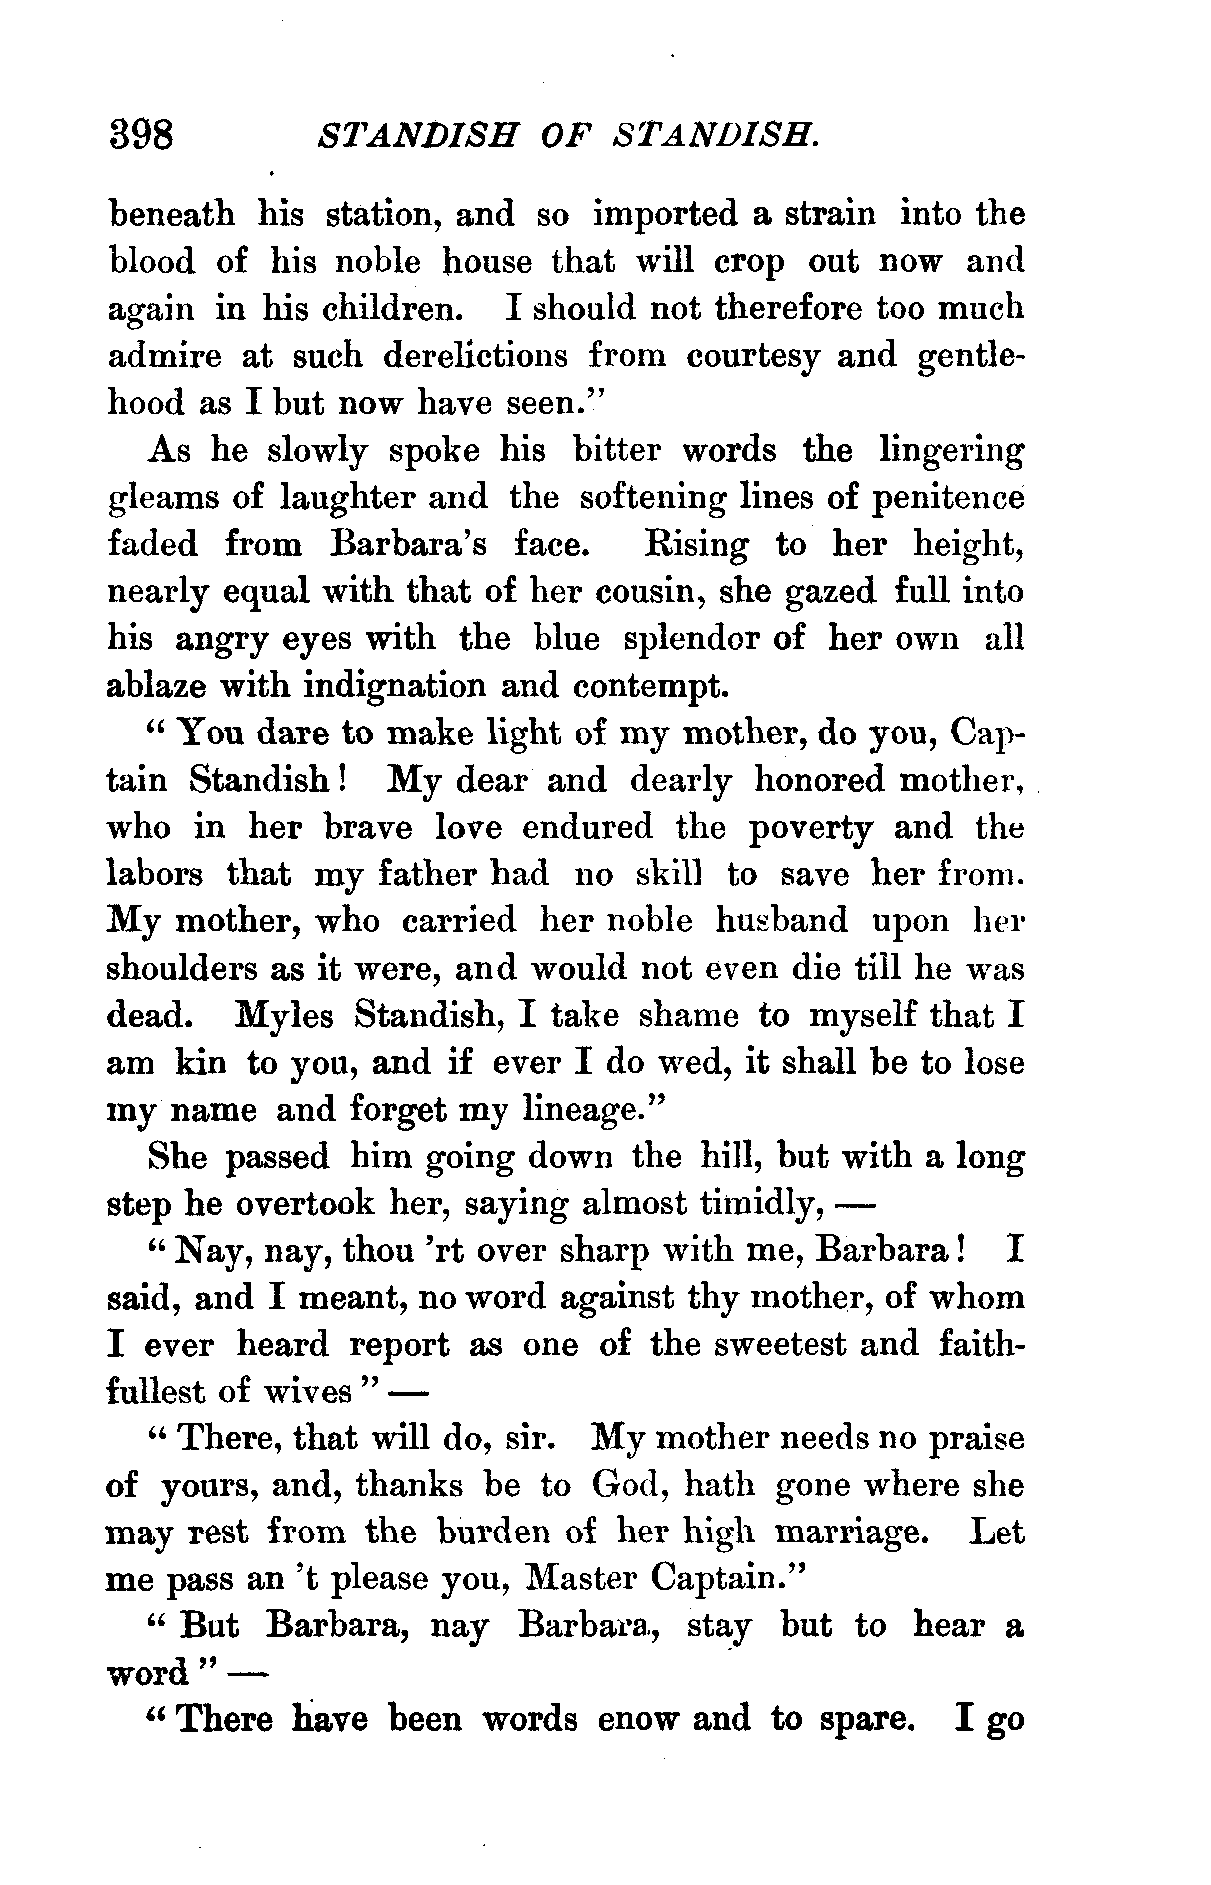 398 STANDISH OF STANDISH.
beneath his station, and so imported a strain into the
blood of his noble house that will crop out now and
again in his children. I should not therefore too much
admire at such derelictions from courtesy and gentle-
hood as I but now have seen."
As he slowly spoke his bitter words the lingering
gleams of laughter and the softening lines of penitence
faded from Barbara's face. Rising to her height,
nearly equal with that of her cousin, she gazed full into
his angry eyes with the blue splendor of her own all
ablaze with indignation and contempt.
"You dare to make light of my mother, do you, Cap-
tain Standish! My dear and dearly honored mother,
who in her brave love endured the poverty and the
labors that my father had no skill to save her from.
My mother, who carried her noble husband upon her
shoulders as it were, and would not even die till he was
dead. Myles Standish, I take shame to myself that I
am kin to you, and if ever I do wed, it shall be to lose
my name and forget my lineage."
She passed him going down the hill, but with a long
step he overtook her, saying almost timidly, —
"Nay, nay, thou 'rt over sharp with me, Barbara! I
said, and I meant, no word against thy mother, of whom
I ever heard report as one of the sweetest and faith-
fullest of wives" —
"There, that will do, sir. My mother needs no praise
of yours, and, thanks be to God, hath gone where she
may rest from the burden of her high marriage. Let
me pass an 't please you, Master Captain."
"But Barbara, nay Barbara, stay but to hear a
word" —
"There have been words enow and to spare. I go